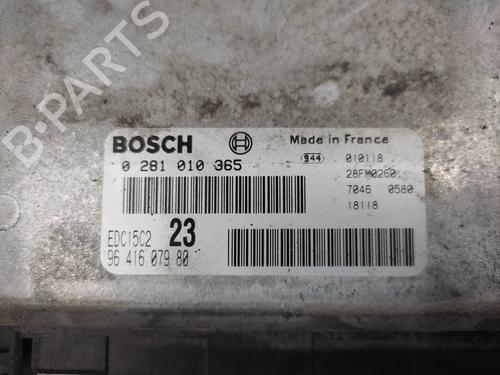 B-PARTS
BOSCH
Made in France
0 281 010 365
944 010118
28FM0260
7046 0580
18118
EDC15C2 23
96 416 079 80